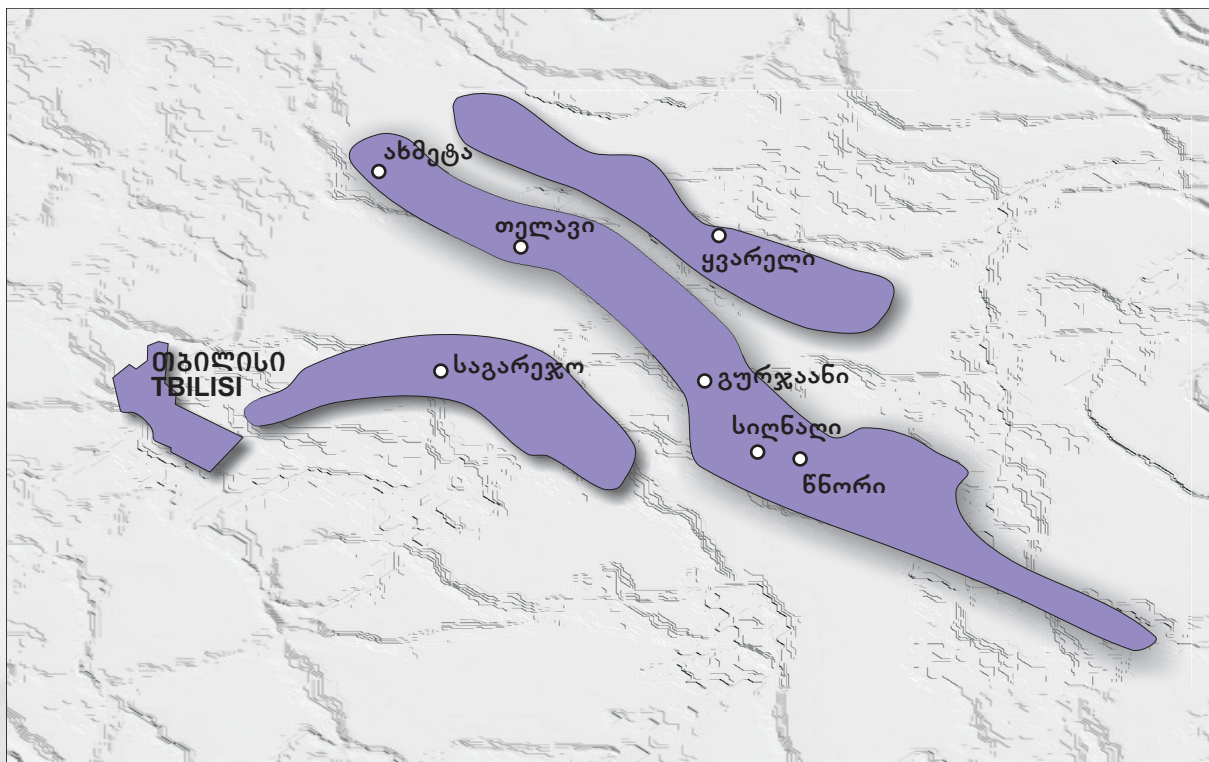 ახმეტა
თელავი
ყვარელი
თბილისი
TBILISI
საგარეჯო
გურჯაანი
სიღნაღი
წნორი